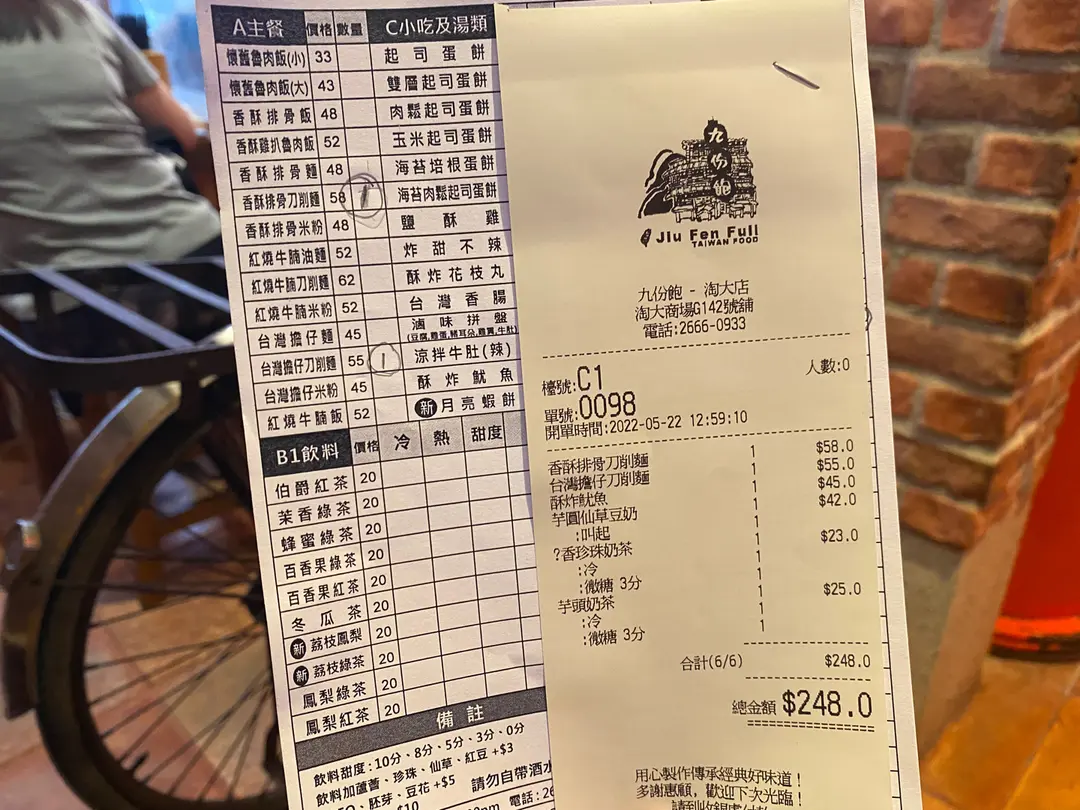 A主餐 價格 數量 C小吃及湯類
懷舊魯肉飯(小) 33 起司蛋餅
懷舊魯肉飯(大) 43 雙層起司蛋餅
香酥排骨飯 48 肉鬆起司蛋餅
香酥雞扒魯肉飯 52 玉米起司蛋餅
香酥排骨麵 48 海苔培根蛋餅
香酥排骨刀削麵 58 1 海苔肉鬆起司蛋餅
香酥排骨米粉 48 鹽酥雞
紅燒牛腩油麵 52 炸甜不辣
紅燒牛腩刀削麵 62 酥炸花枝丸
紅燒牛腩米粉 52 台灣香腸
台灣擔仔麵 45 滷味拼盤
(豆腐,雞蛋,豬耳朵,雞胃,牛肚)
台灣擔仔刀削麵 55 1 涼拌牛肚(辣)
台灣擔仔米粉 45 酥炸魷魚
紅燒牛腩飯 52 新 月亮蝦餅
B1飲料 價格 冷 熱 甜度
伯爵紅茶 20
茉香綠茶 20
蜂蜜綠茶 20
百香果綠茶 20
百香果紅茶 20
冬瓜茶 20
新 荔枝鳳梨 20
新 荔枝綠茶 20
鳳梨綠茶 20
鳳梨紅茶 20
備註
飲料甜度:10分、8分、5分、3分、0分
飲料加蘆薈、珍珠、仙草、紅豆+$3
、胚芽、豆花+$5 請勿自帶酒水
+$10
電話:26
九份飽
Jiu Fen Full
TAIWAN FOOD
九份飽 - 淘大店
淘大商場G142號舖
電話:2666-0933
檯號:C1 人數:0
單號:0098
開單時間:2022-05-22 12:59:10
香酥排骨刀削麵 1 $58.0
台灣擔仔刀削麵 1 $55.0
酥炸魷魚 1 $45.0
芋圓仙草豆奶 1 $42.0
:叫起 1
?香珍珠奶茶 1 $23.0
:冷 1
:微糖 3分 1
芋頭奶茶 1 $25.0
:冷 1
:微糖 3分 1
合計(6/6) $248.0
總金額 $248.0
用心製作傳承經典好味道!
多謝惠顧,歡迎下次光臨!